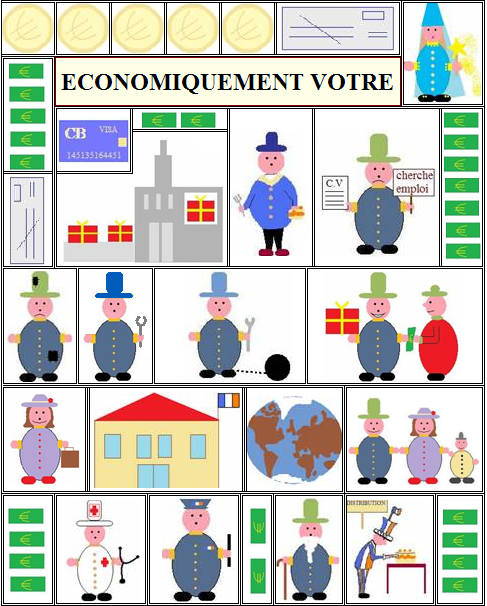 ECONOMIQUEMENT VOTRE
CB VISA
145135164451
C.V
cherche
emploi
DISTRIBUTION